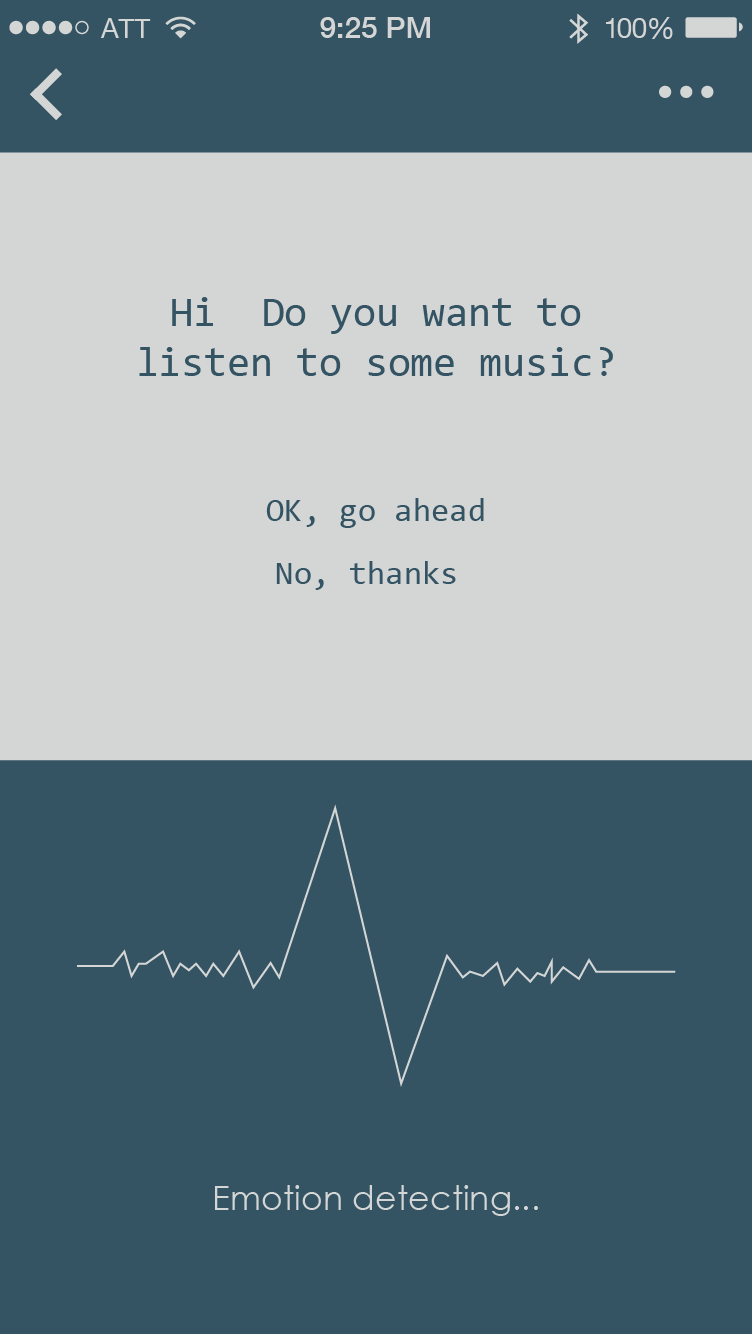 ATT 9:25 PM 100%
Hi  Do you want to
listen to some music?
OK, go ahead
No, thanks
Emotion detecting...